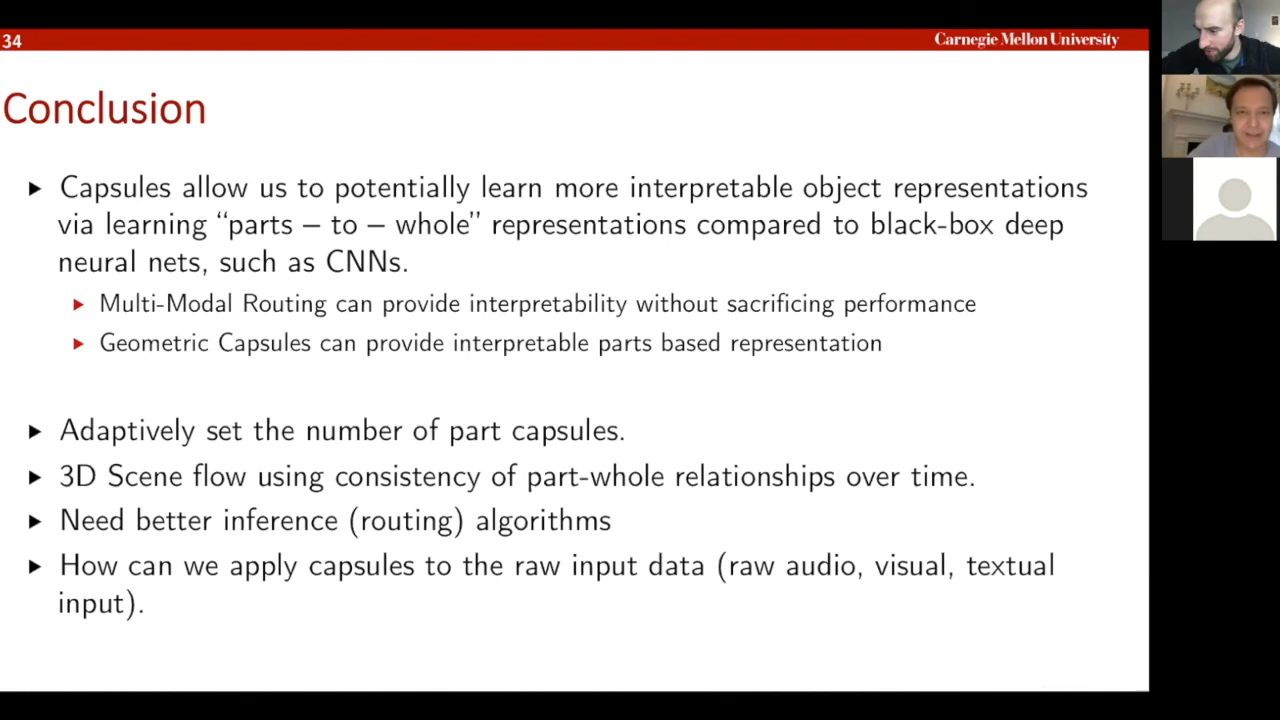 34
Carnegie Mellon University
Conclusion
Capsules allow us to potentially learn more interpretable object representations
via learning “parts – to – whole” representations compared to black-box deep
neural nets, such as CNNs.
Multi-Modal Routing can provide interpretability without sacrificing performance
Geometric Capsules can provide interpretable parts based representation
Adaptively set the number of part capsules.
3D Scene flow using consistency of part-whole relationships over time.
Need better inference (routing) algorithms
How can we apply capsules to the raw input data (raw audio, visual, textual
input).